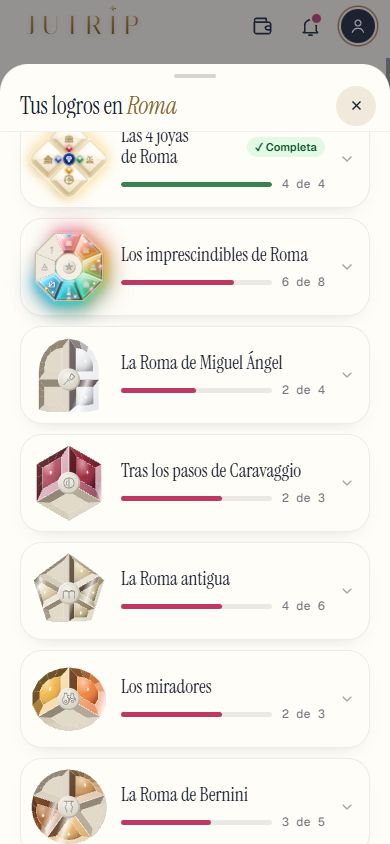 JUTRIP
Tus logros en Roma
Las 4 joyas
de Roma
✓ Completa
4 de 4
Los imprescindibles de Roma
6 de 8
La Roma de Miguel Ángel
2 de 4
Tras los pasos de Caravaggio
2 de 3
La Roma antigua
4 de 6
Los miradores
2 de 3
La Roma de Bernini
3 de 5